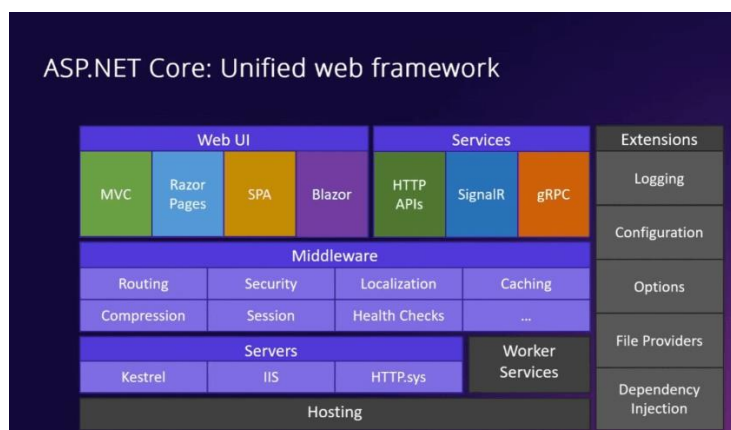 ASP.NET Core: Unified web framework
Web UI
MVC
Razor
Pages
SPA
Blazor
Services
HTTP
APIs
SignalR
gRPC
Middleware
Routing
Security
Localization
Caching
Compression
Session
Health Checks
...
Servers
Kestrel
IIS
HTTP.sys
Worker
Services
Hosting
Extensions
Logging
Configuration
Options
File Providers
Dependency
Injection